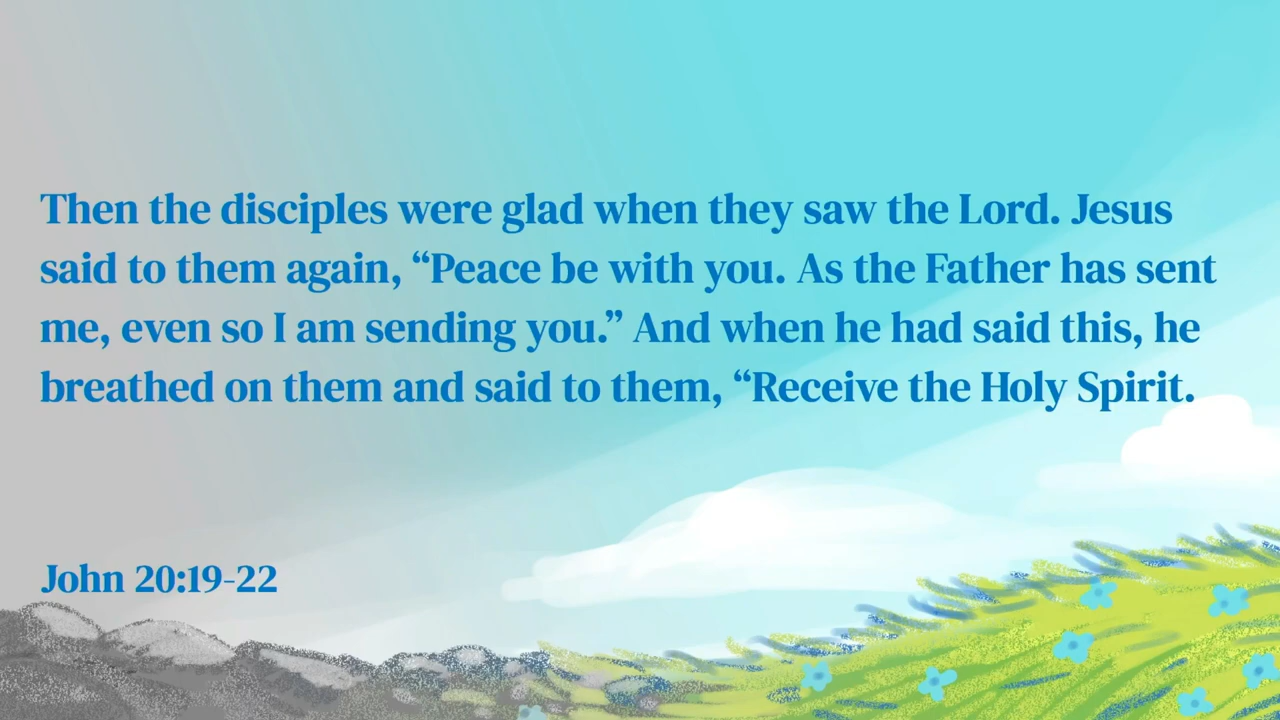 Then the disciples were glad when they saw the Lord. Jesus
said to them again, “Peace be with you. As the Father has sent
me, even so I am sending you.” And when he had said this, he
breathed on them and said to them, “Receive the Holy Spirit.
John 20:19-22